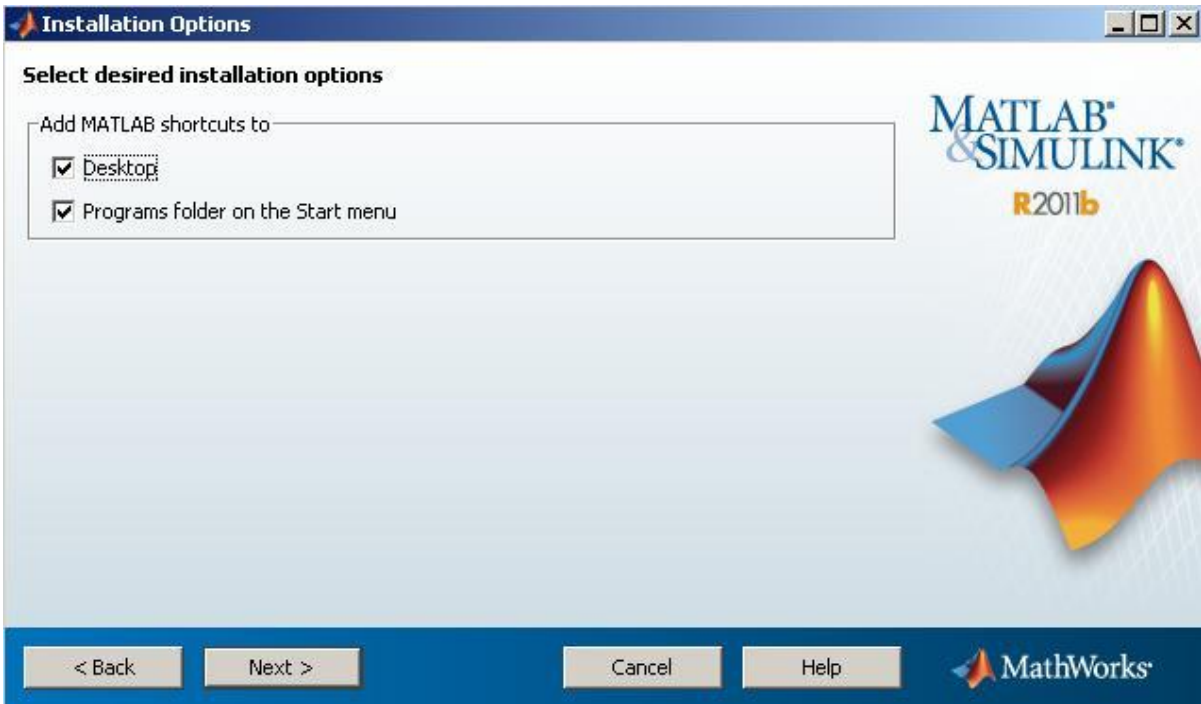 Installation Options
Select desired installation options
Add MATLAB shortcuts to
Desktop
Programs folder on the Start menu
MATLAB®
&SIMULINK®
R2011b
< Back
Next >
Cancel
Help
MathWorks®